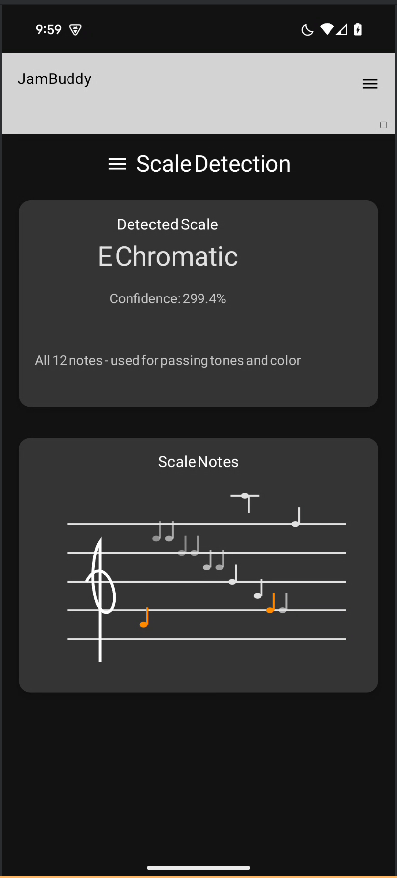 9:59
JamBuddy
Scale Detection
Detected Scale
E Chromatic
Confidence: 299.4%
All 12 notes - used for passing tones and color
Scale Notes